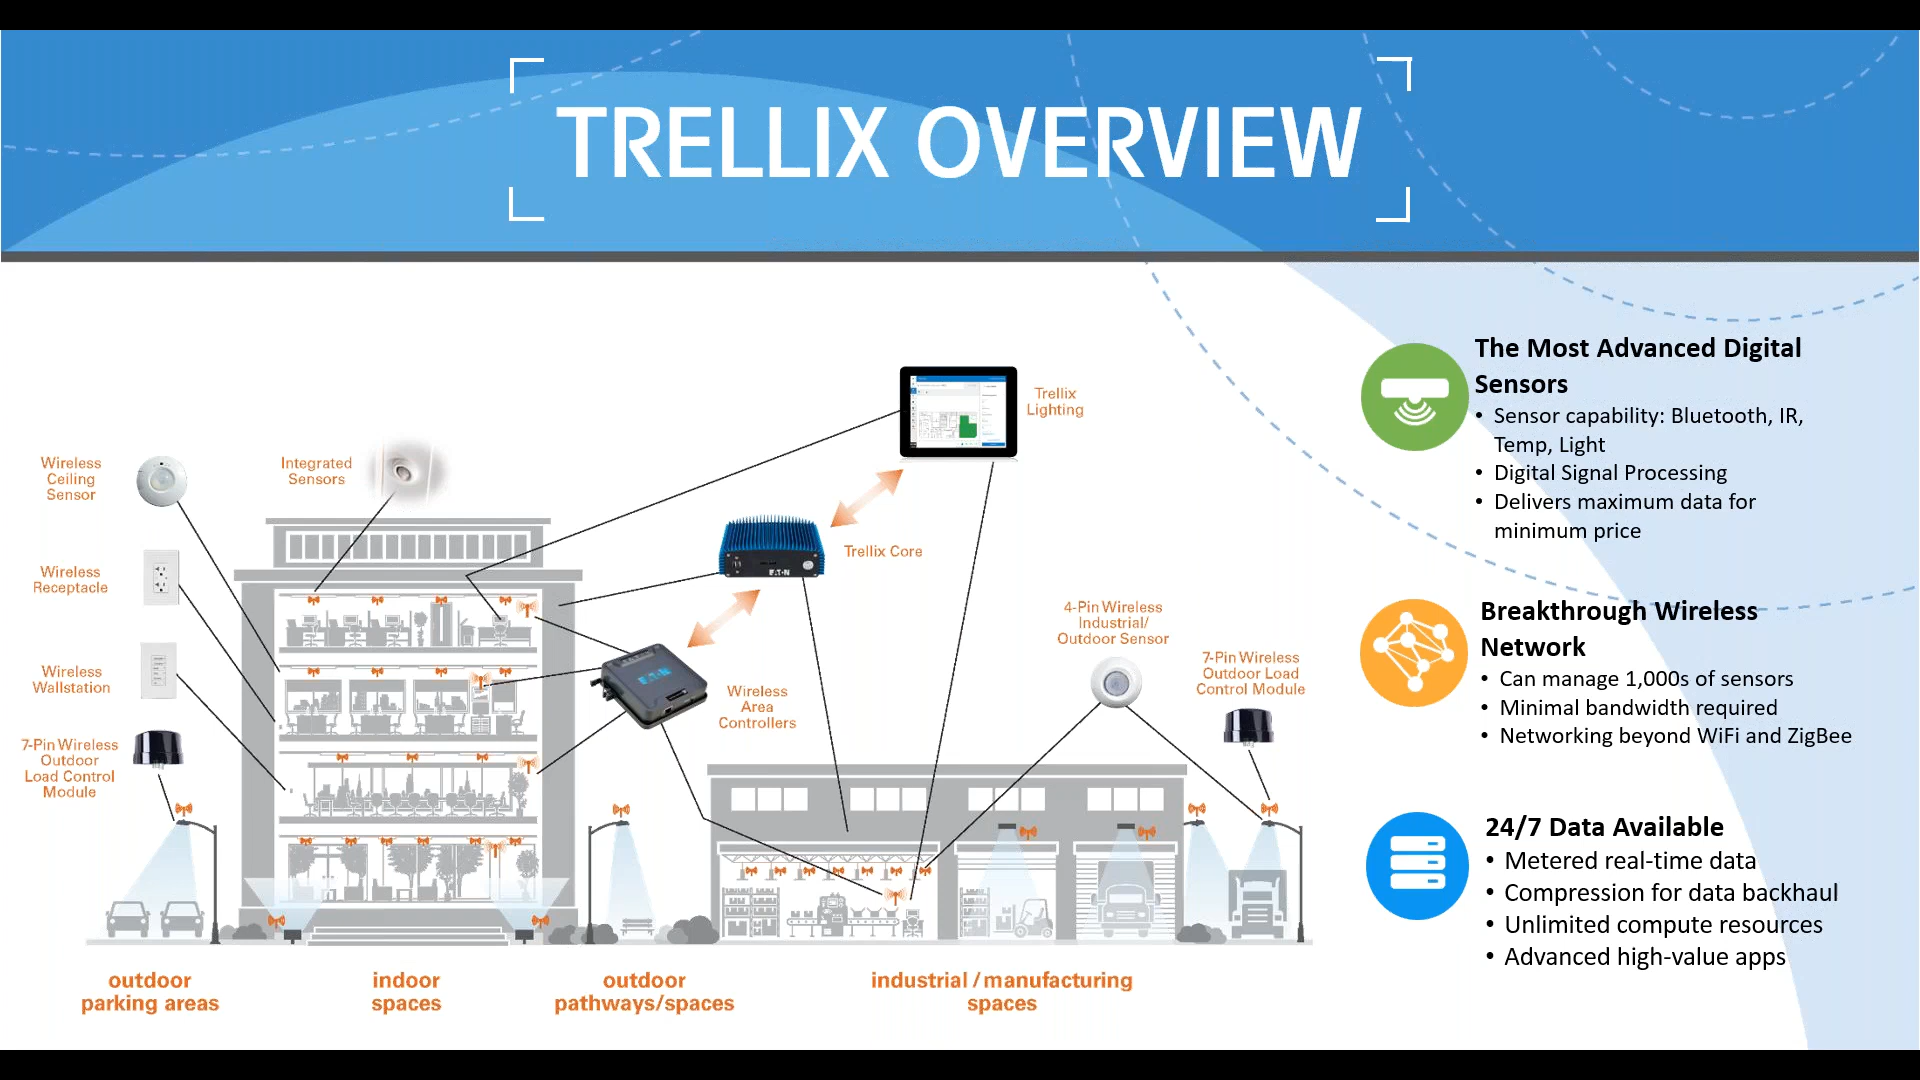 TRELLIX OVERVIEW
Trellix
Lighting
Wireless
Ceiling
Sensor
Integrated
Sensors
Trellix Core
EATON
Wireless
Receptacle
Wireless
Wallstation
7-Pin Wireless
Outdoor
Load Control
Module
EATON
Wireless
Area
Controllers
4-Pin Wireless
Industrial/
Outdoor Sensor
7-Pin Wireless
Outdoor Load
Control Module
outdoor
parking areas
indoor
spaces
outdoor
pathways/spaces
industrial / manufacturing
spaces
The Most Advanced Digital
Sensors
• Sensor capability: Bluetooth, IR,
Temp, Light
• Digital Signal Processing
• Delivers maximum data for
minimum price
Breakthrough Wireless
Network
• Can manage 1,000s of sensors
• Minimal bandwidth required
• Networking beyond WiFi and ZigBee
24/7 Data Available
• Metered real-time data
• Compression for data backhaul
• Unlimited compute resources
• Advanced high-value apps